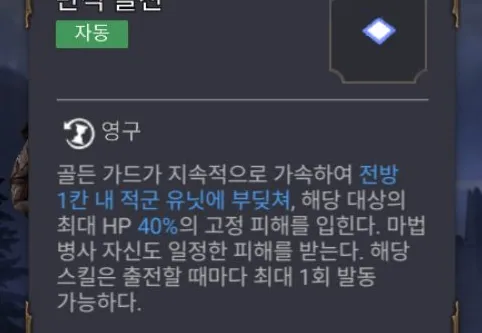 자동
영구
골든 가드가 지속적으로 가속하여 전방
1칸 내 적군 유닛에 부딪쳐, 해당 대상의
최대 HP 40%의 고정 피해를 입힌다. 마법
병사 자신도 일정한 피해를 받는다. 해당
스킬은 출전할 때마다 최대 1회 발동
가능하다.